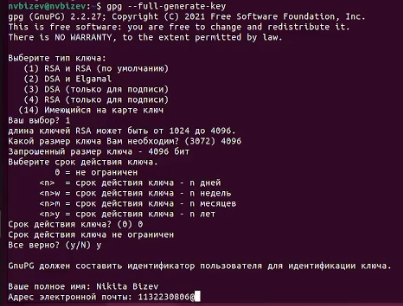 nvbizev@nvbizev:~$ gpg --full-generate-key
gpg (GnuPG) 2.2.27; Copyright (C) 2021 Free Software Foundation, Inc.
This is free software: you are free to change and redistribute it.
There is NO WARRANTY, to the extent permitted by law.

Выберите тип ключа:
   (1) RSA и RSA (по умолчанию)
   (2) DSA и Elgamal
   (3) DSA (только для подписи)
   (4) RSA (только для подписи)
  (14) Имеющийся на карте ключ
Ваш выбор? 1
длина ключей RSA может быть от 1024 до 4096.
Какой размер ключа Вам необходим? (3072) 4096
Запрошенный размер ключа - 4096 бит
Выберите срок действия ключа.
         0 = не ограничен
      <n>  = срок действия ключа - n дней
      <n>w = срок действия ключа - n недель
      <n>m = срок действия ключа - n месяцев
      <n>y = срок действия ключа - n лет
Срок действия ключа? (0) 0
Срок действия ключа не ограничен
Все верно? (y/N) y

GnuPG должен составить идентификатор пользователя для идентификации ключа.

Ваше полное имя: Nikita Bizev
Адрес электронной почты: 1132230806@